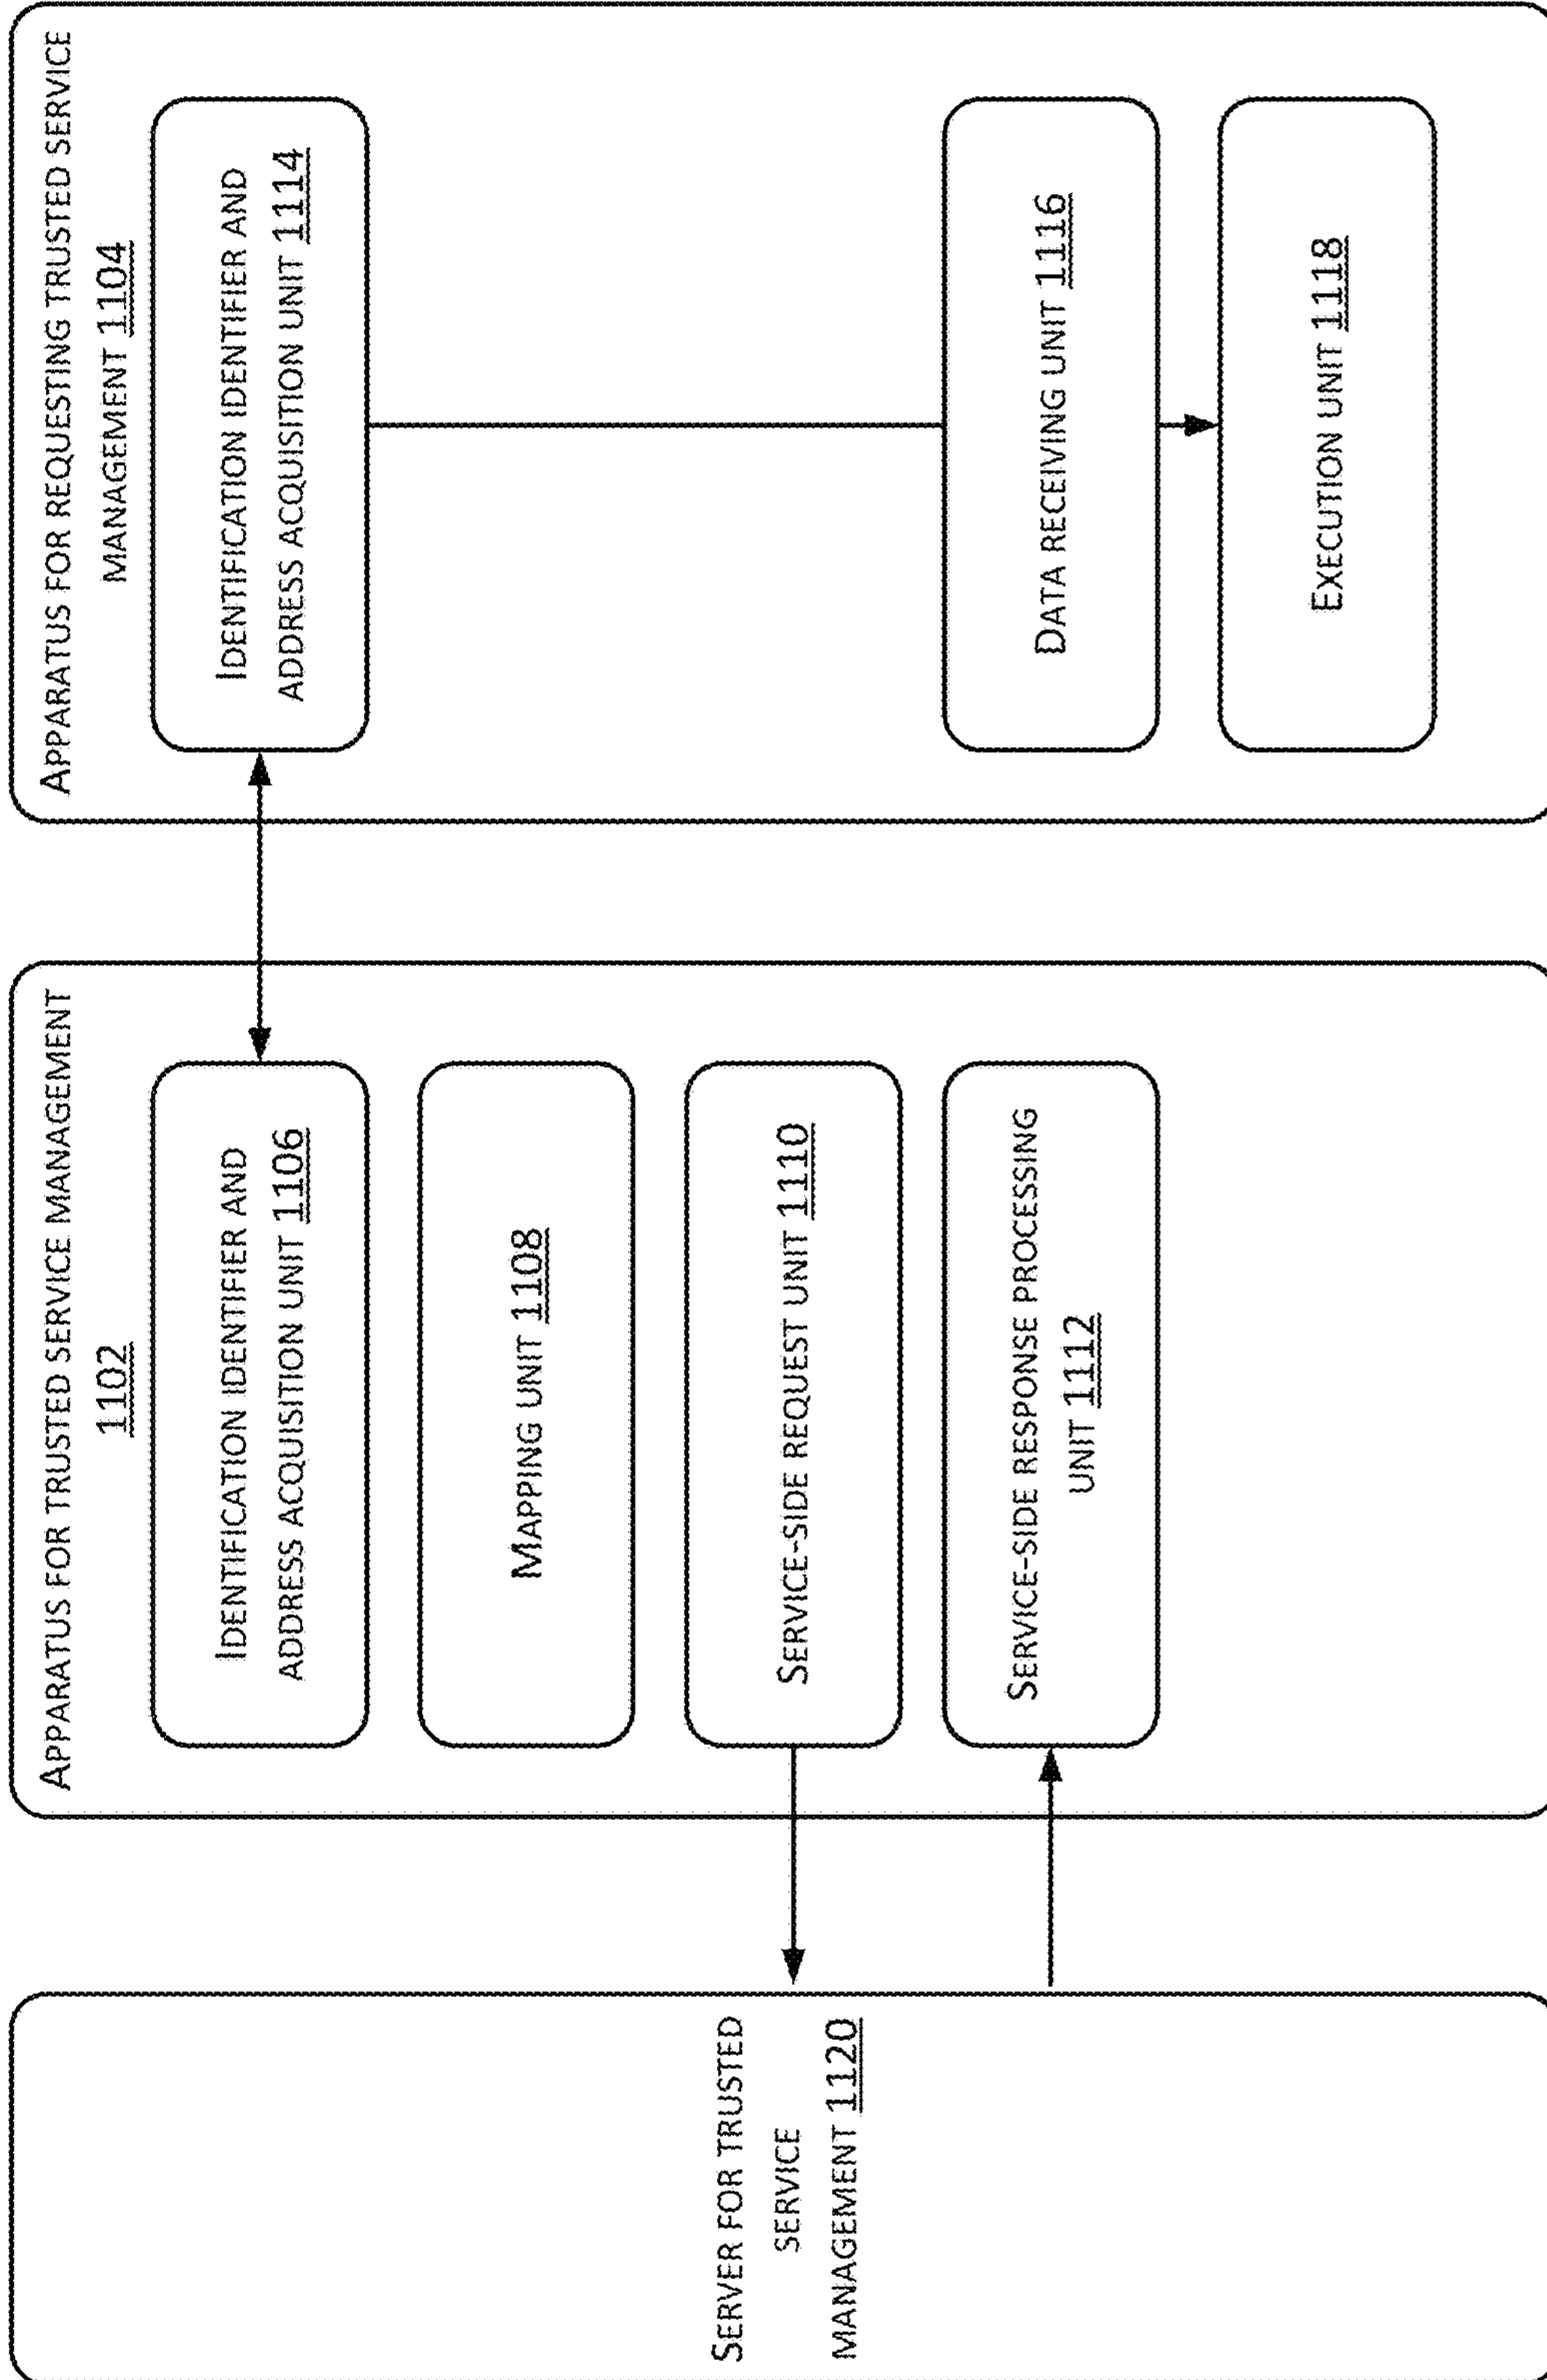 SERVER FOR TRUSTED
SERVICE
MANAGEMENT 1120
APPARATUS FOR TRUSTED SERVICE MANAGEMENT
1102
IDENTIFICATION IDENTIFIER AND
ADDRESS ACQUISITION UNIT 1106
MAPPING UNIT 1108
SERVICE-SIDE REQUEST UNIT 1110
SERVICE-SIDE RESPONSE PROCESSING
UNIT 1112
APPARATUS FOR REQUESTING TRUSTED SERVICE
MANAGEMENT 1104
IDENTIFICATION IDENTIFIER AND
ADDRESS ACQUISITION UNIT 1114
DATA RECEIVING UNIT 1116
EXECUTION UNIT 1118